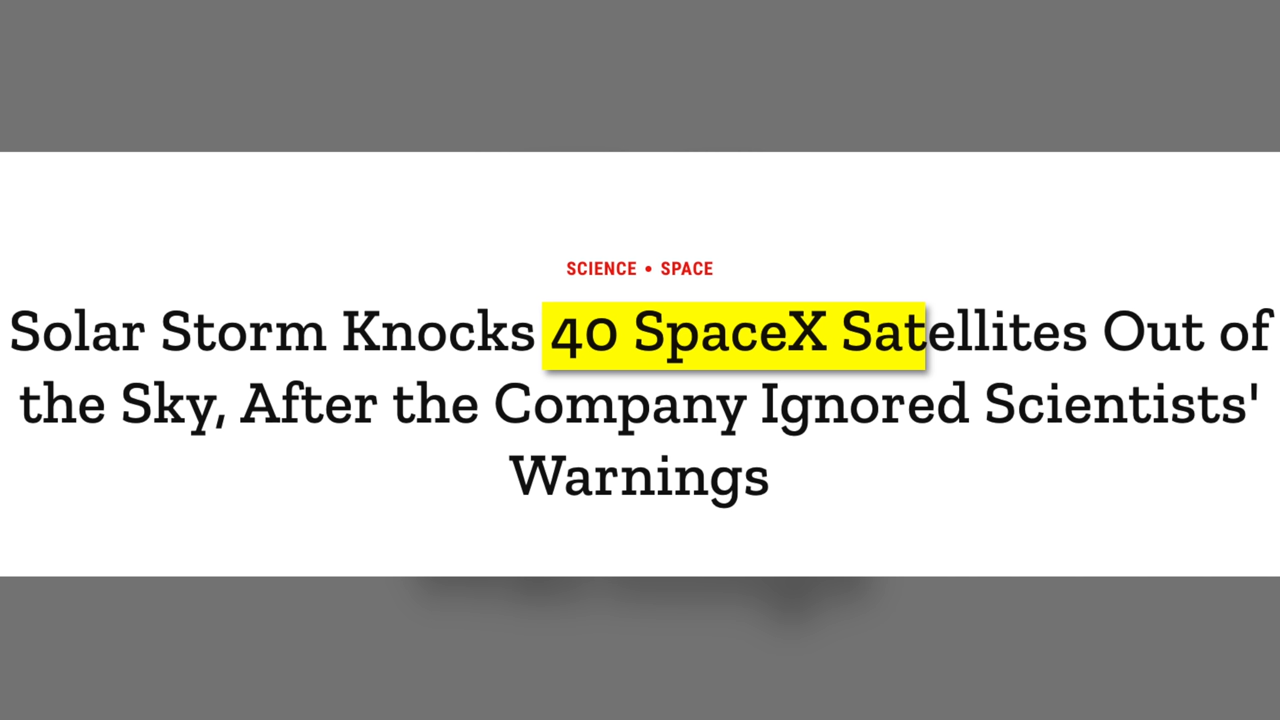 SCIENCE • SPACE
Solar Storm Knocks 40 SpaceX Satellites Out of
the Sky, After the Company Ignored Scientists'
Warnings